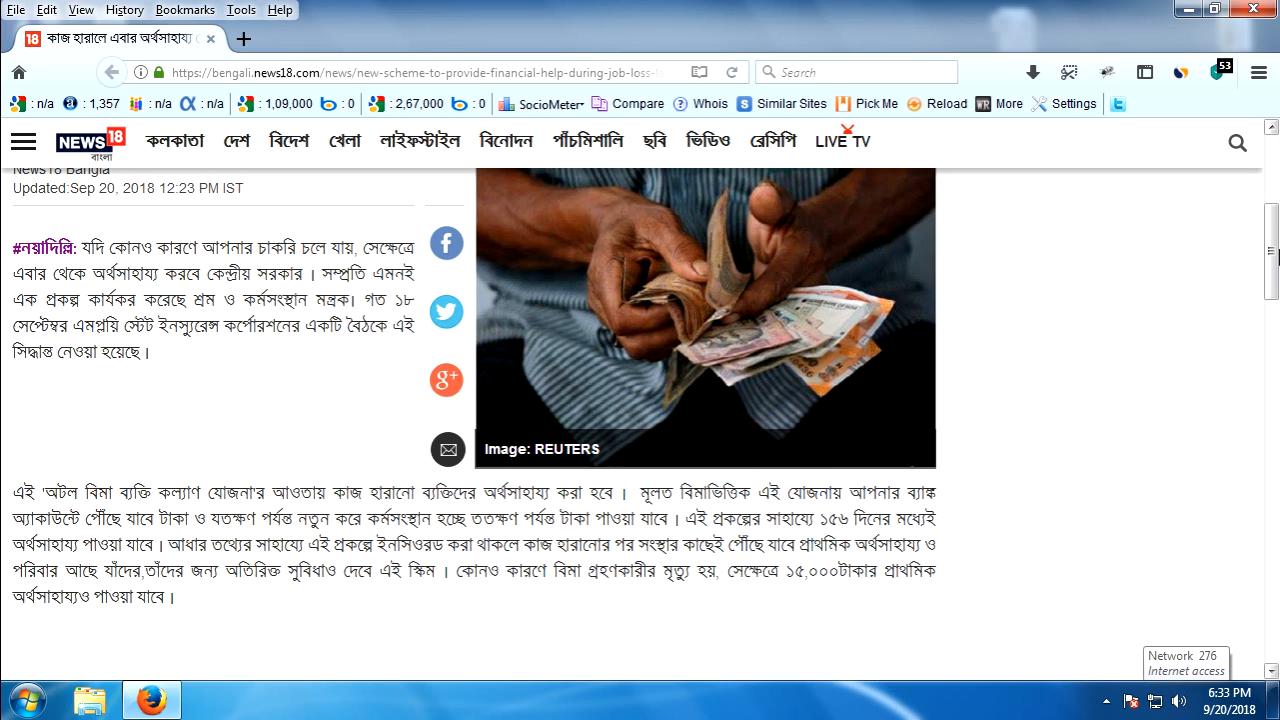 File Edit View History Bookmarks Tools Help
18 কাজ হারালে এবার অর্থসাহায্য
https://bengali.news18.com/news/new-scheme-to-provide-financial-help-during-job-loss- Search 53
: n/a : 1,357 : n/a : n/a : 1,09,000 : 0 : 2,67,000 : 0 SocioMeter Compare Whois Similar Sites Pick Me Reload WR More Settings
NEWS 18 বাংলা কলকাতা দেশ বিদেশ খেলা লাইফস্টাইল বিনোদন পাঁচমিশালি ছবি ভিডিও রেসিপি LIVE TV
News18 Bangla
Updated:Sep 20, 2018 12:23 PM IST
#নয়াদিল্লি: যদি কোনও কারণে আপনার চাকরি চলে যায়, সেক্ষেত্রে
এবার থেকে অর্থসাহায্য করবে কেন্দ্রীয় সরকার । সম্প্রতি এমনই
এক প্রকল্প কার্যকর করেছে শ্রম ও কর্মসংস্থান মন্ত্রক। গত ১৮
সেপ্টেম্বর এমপ্লয়ি স্টেট ইনস্যুরেন্স কর্পোরশনের একটি বৈঠকে এই
সিদ্ধান্ত নেওয়া হয়েছে ।
Image: REUTERS
এই 'অটল বিমা ব্যক্তি কল্যাণ যোজনা'র আওতায় কাজ হারানো ব্যক্তিদের অর্থসাহায্য করা হবে । মূলত বিমাভিত্তিক এই যোজনায় আপনার ব্যাঙ্ক
অ্যাকাউন্টে পৌঁছে যাবে টাকা ও যতক্ষণ পর্যন্ত নতুন করে কর্মসংস্থান হচ্ছে ততক্ষণ পর্যন্ত টাকা পাওয়া যাবে । এই প্রকল্পের সাহায্যে ১৫৬ দিনের মধ্যেই
অর্থসাহায্য পাওয়া যাবে । আধার তথ্যের সাহায্যে এই প্রকল্পে ইনসিওরড করা থাকলে কাজ হারানোর পর সংস্থার কাছেই পৌঁছে যাবে প্রাথমিক অর্থসাহায্য ও
পরিবার আছে যাঁদের,তাঁদের জন্য অতিরিক্ত সুবিধাও দেবে এই স্কিম । কোনও কারণে বিমা গ্রহণকারীর মৃত্যু হয়, সেক্ষেত্রে ১৫,০০০টাকার প্রাথমিক
অর্থসাহায্যও পাওয়া যাবে ।
Network 276
Internet access
6:33 PM
9/20/2018